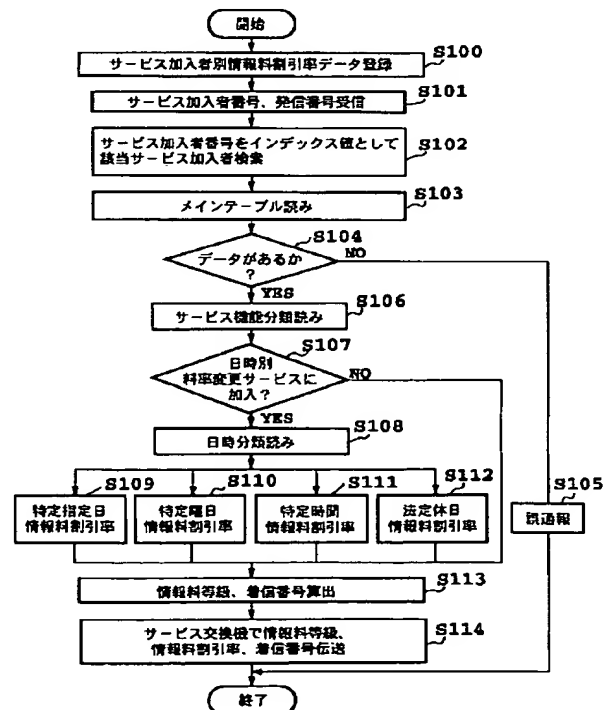 開始
S100
サービス加入者別情報料割引率データ登録
S101
サービス加入者番号、発信番号受信
サービス加入者番号をインデックス値として
該当サービス加入者検索
S102
S103
メインテーブル読み
S104
データがあるか
?
NO
YES
S106
サービス機能分類読み
S107
日時別
料率変更サービスに
加入?
NO
YES
S108
日時分類読み
S109
S110
S111
S112
S105
特定指定日
情報料割引率
特定曜日
情報料割引率
特定時間
情報料割引率
法定休日
情報料割引率
誤通報
S113
情報料等級、着信番号算出
サービス交換機で情報料等級、
情報料割引率、着信番号伝送
S114
終了